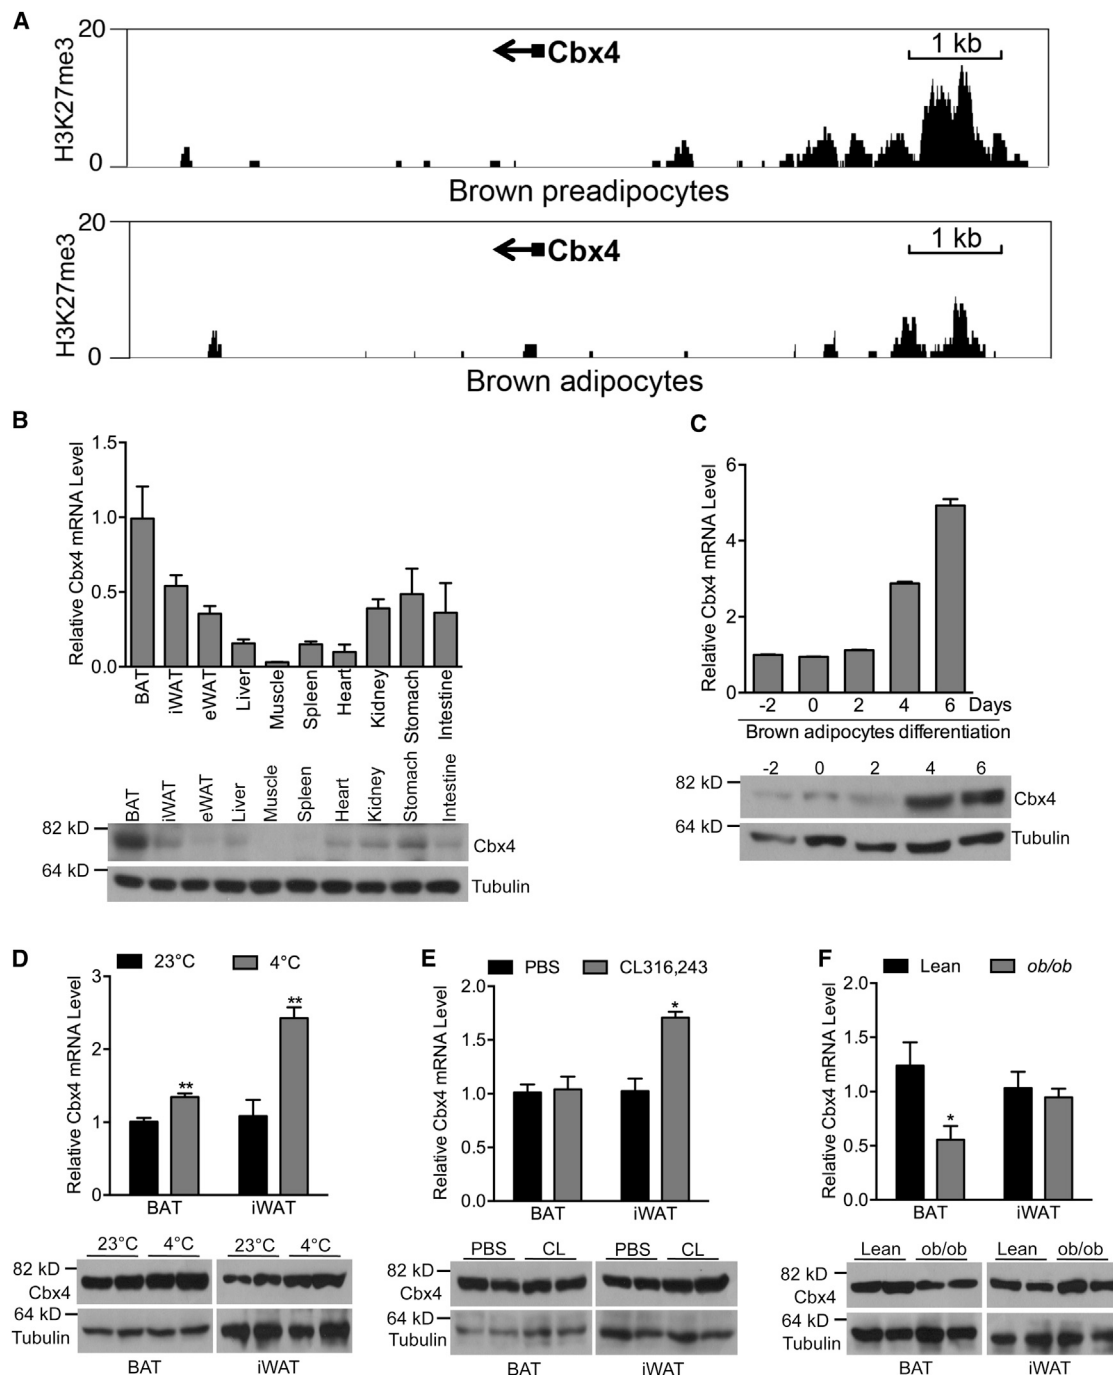 A
20
H3K27me3
0
Cbx4
1 kb
Brown preadipocytes
20
H3K27me3
0
Cbx4
1 kb
Brown adipocytes
B
Relative Cbx4 mRNA Level
1.5
1.0
0.5
0.0
BAT iWAT eWAT Liver Muscle Spleen Heart Kidney Stomach Intestine
BAT iWAT eWAT Liver Muscle Spleen Heart Kidney Stomach Intestine
82 kD
Cbx4
64 kD
Tubulin
C
Relative Cbx4 mRNA Level
6
4
2
0
-2 0 2 4 6 Days
Brown adipocytes differentiation
-2 0 2 4 6
82 kD
Cbx4
64 kD
Tubulin
D
23°C 4°C
Relative Cbx4 mRNA Level
3
2
1
0
**
**
BAT iWAT
23°C 4°C 23°C 4°C
82 kD
Cbx4
64 kD
Tubulin
BAT iWAT
E
PBS CL316,243
Relative Cbx4 mRNA Level
2.0
1.5
1.0
0.5
0.0
*
BAT iWAT
PBS CL PBS CL
82 kD
Cbx4
64 kD
Tubulin
BAT iWAT
F
Lean ob/ob
Relative Cbx4 mRNA Level
2.0
1.5
1.0
0.5
0.0
*
BAT iWAT
Lean ob/ob Lean ob/ob
82 kD
Cbx4
64 kD
Tubulin
BAT iWAT